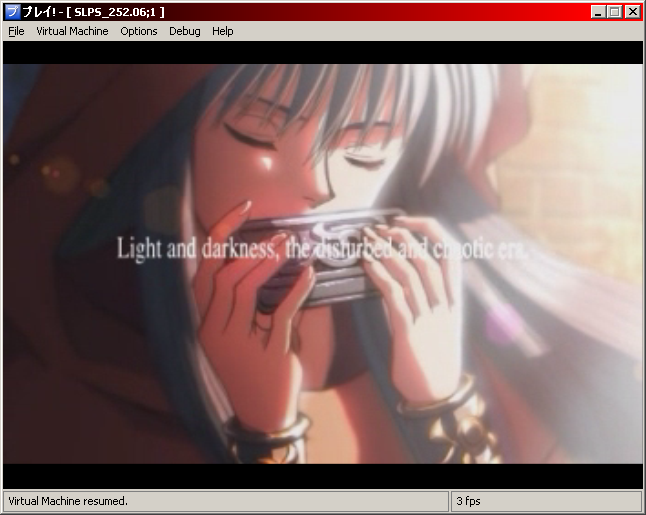 プレイ! - [ SLPS_252.06;1 ]
File Virtual Machine Options Debug Help
Light and darkness, the disturbed and chaotic era.
Virtual Machine resumed. 3 fps